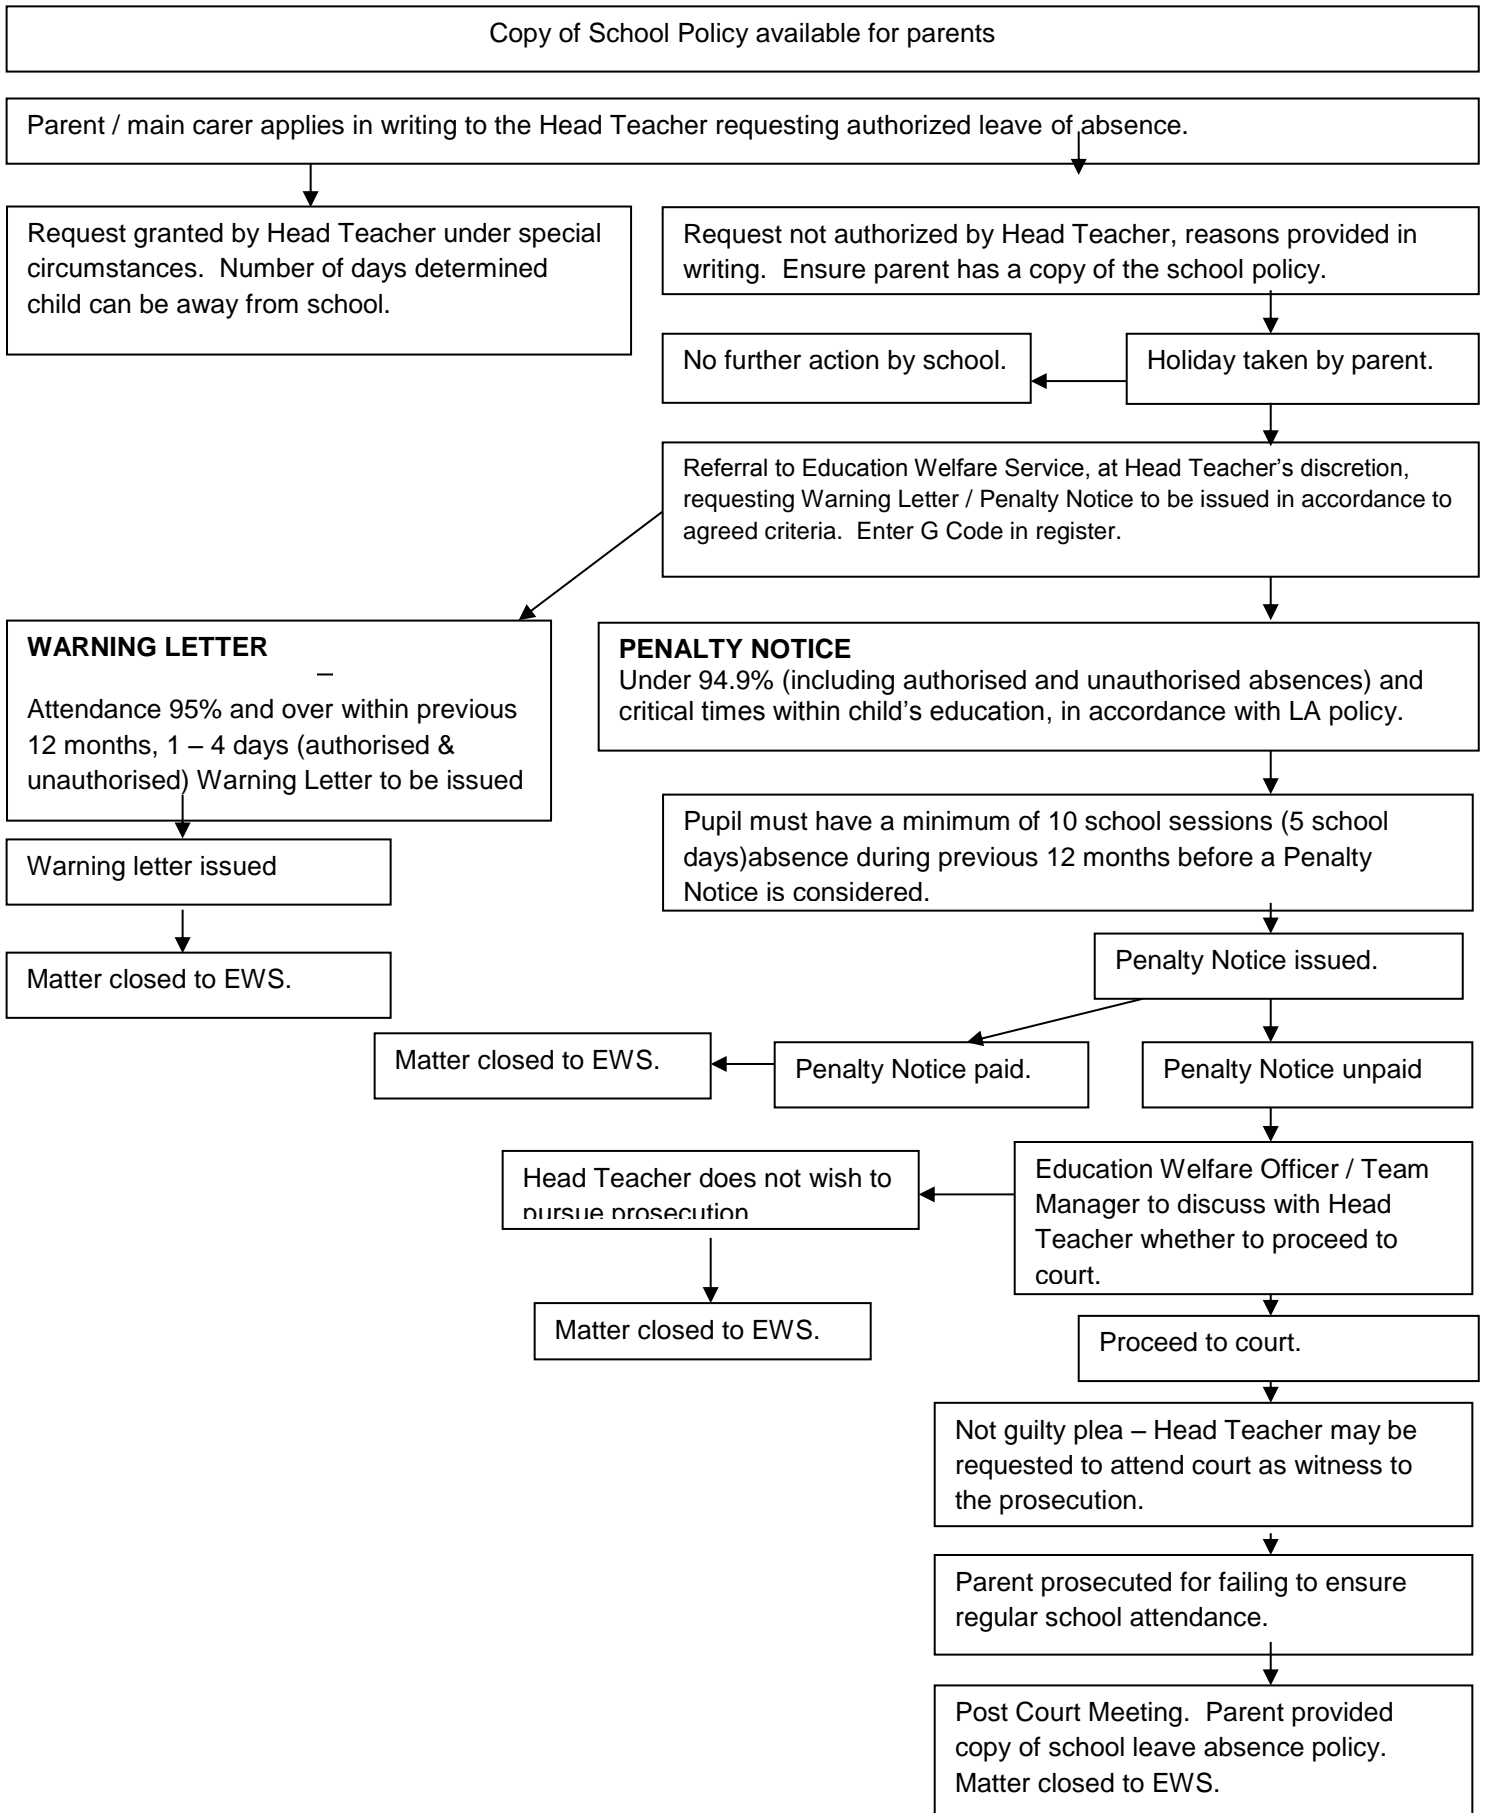 Copy of School Policy available for parents
Parent / main carer applies in writing to the Head Teacher requesting authorized leave of absence.
Request granted by Head Teacher under special
circumstances.  Number of days determined
child can be away from school.
Request not authorized by Head Teacher, reasons provided in
writing.  Ensure parent has a copy of the school policy.
No further action by school.
Holiday taken by parent.
Referral to Education Welfare Service, at Head Teacher’s discretion,
requesting Warning Letter / Penalty Notice to be issued in accordance to
agreed criteria.  Enter G Code in register.
WARNING LETTER
–
Attendance 95% and over within previous
12 months, 1 – 4 days (authorised &
unauthorised) Warning Letter to be issued
PENALTY NOTICE
Under 94.9% (including authorised and unauthorised absences) and
critical times within child’s education, in accordance with LA policy.
Warning letter issued
Pupil must have a minimum of 10 school sessions (5 school
days)absence during previous 12 months before a Penalty
Notice is considered.
Matter closed to EWS.
Penalty Notice issued.
Matter closed to EWS.
Penalty Notice paid.
Penalty Notice unpaid
Head Teacher does not wish to
pursue prosecution
Education Welfare Officer / Team
Manager to discuss with Head
Teacher whether to proceed to
court.
Matter closed to EWS.
Proceed to court.
Not guilty plea – Head Teacher may be
requested to attend court as witness to
the prosecution.
Parent prosecuted for failing to ensure
regular school attendance.
Post Court Meeting.  Parent provided
copy of school leave absence policy.
Matter closed to EWS.